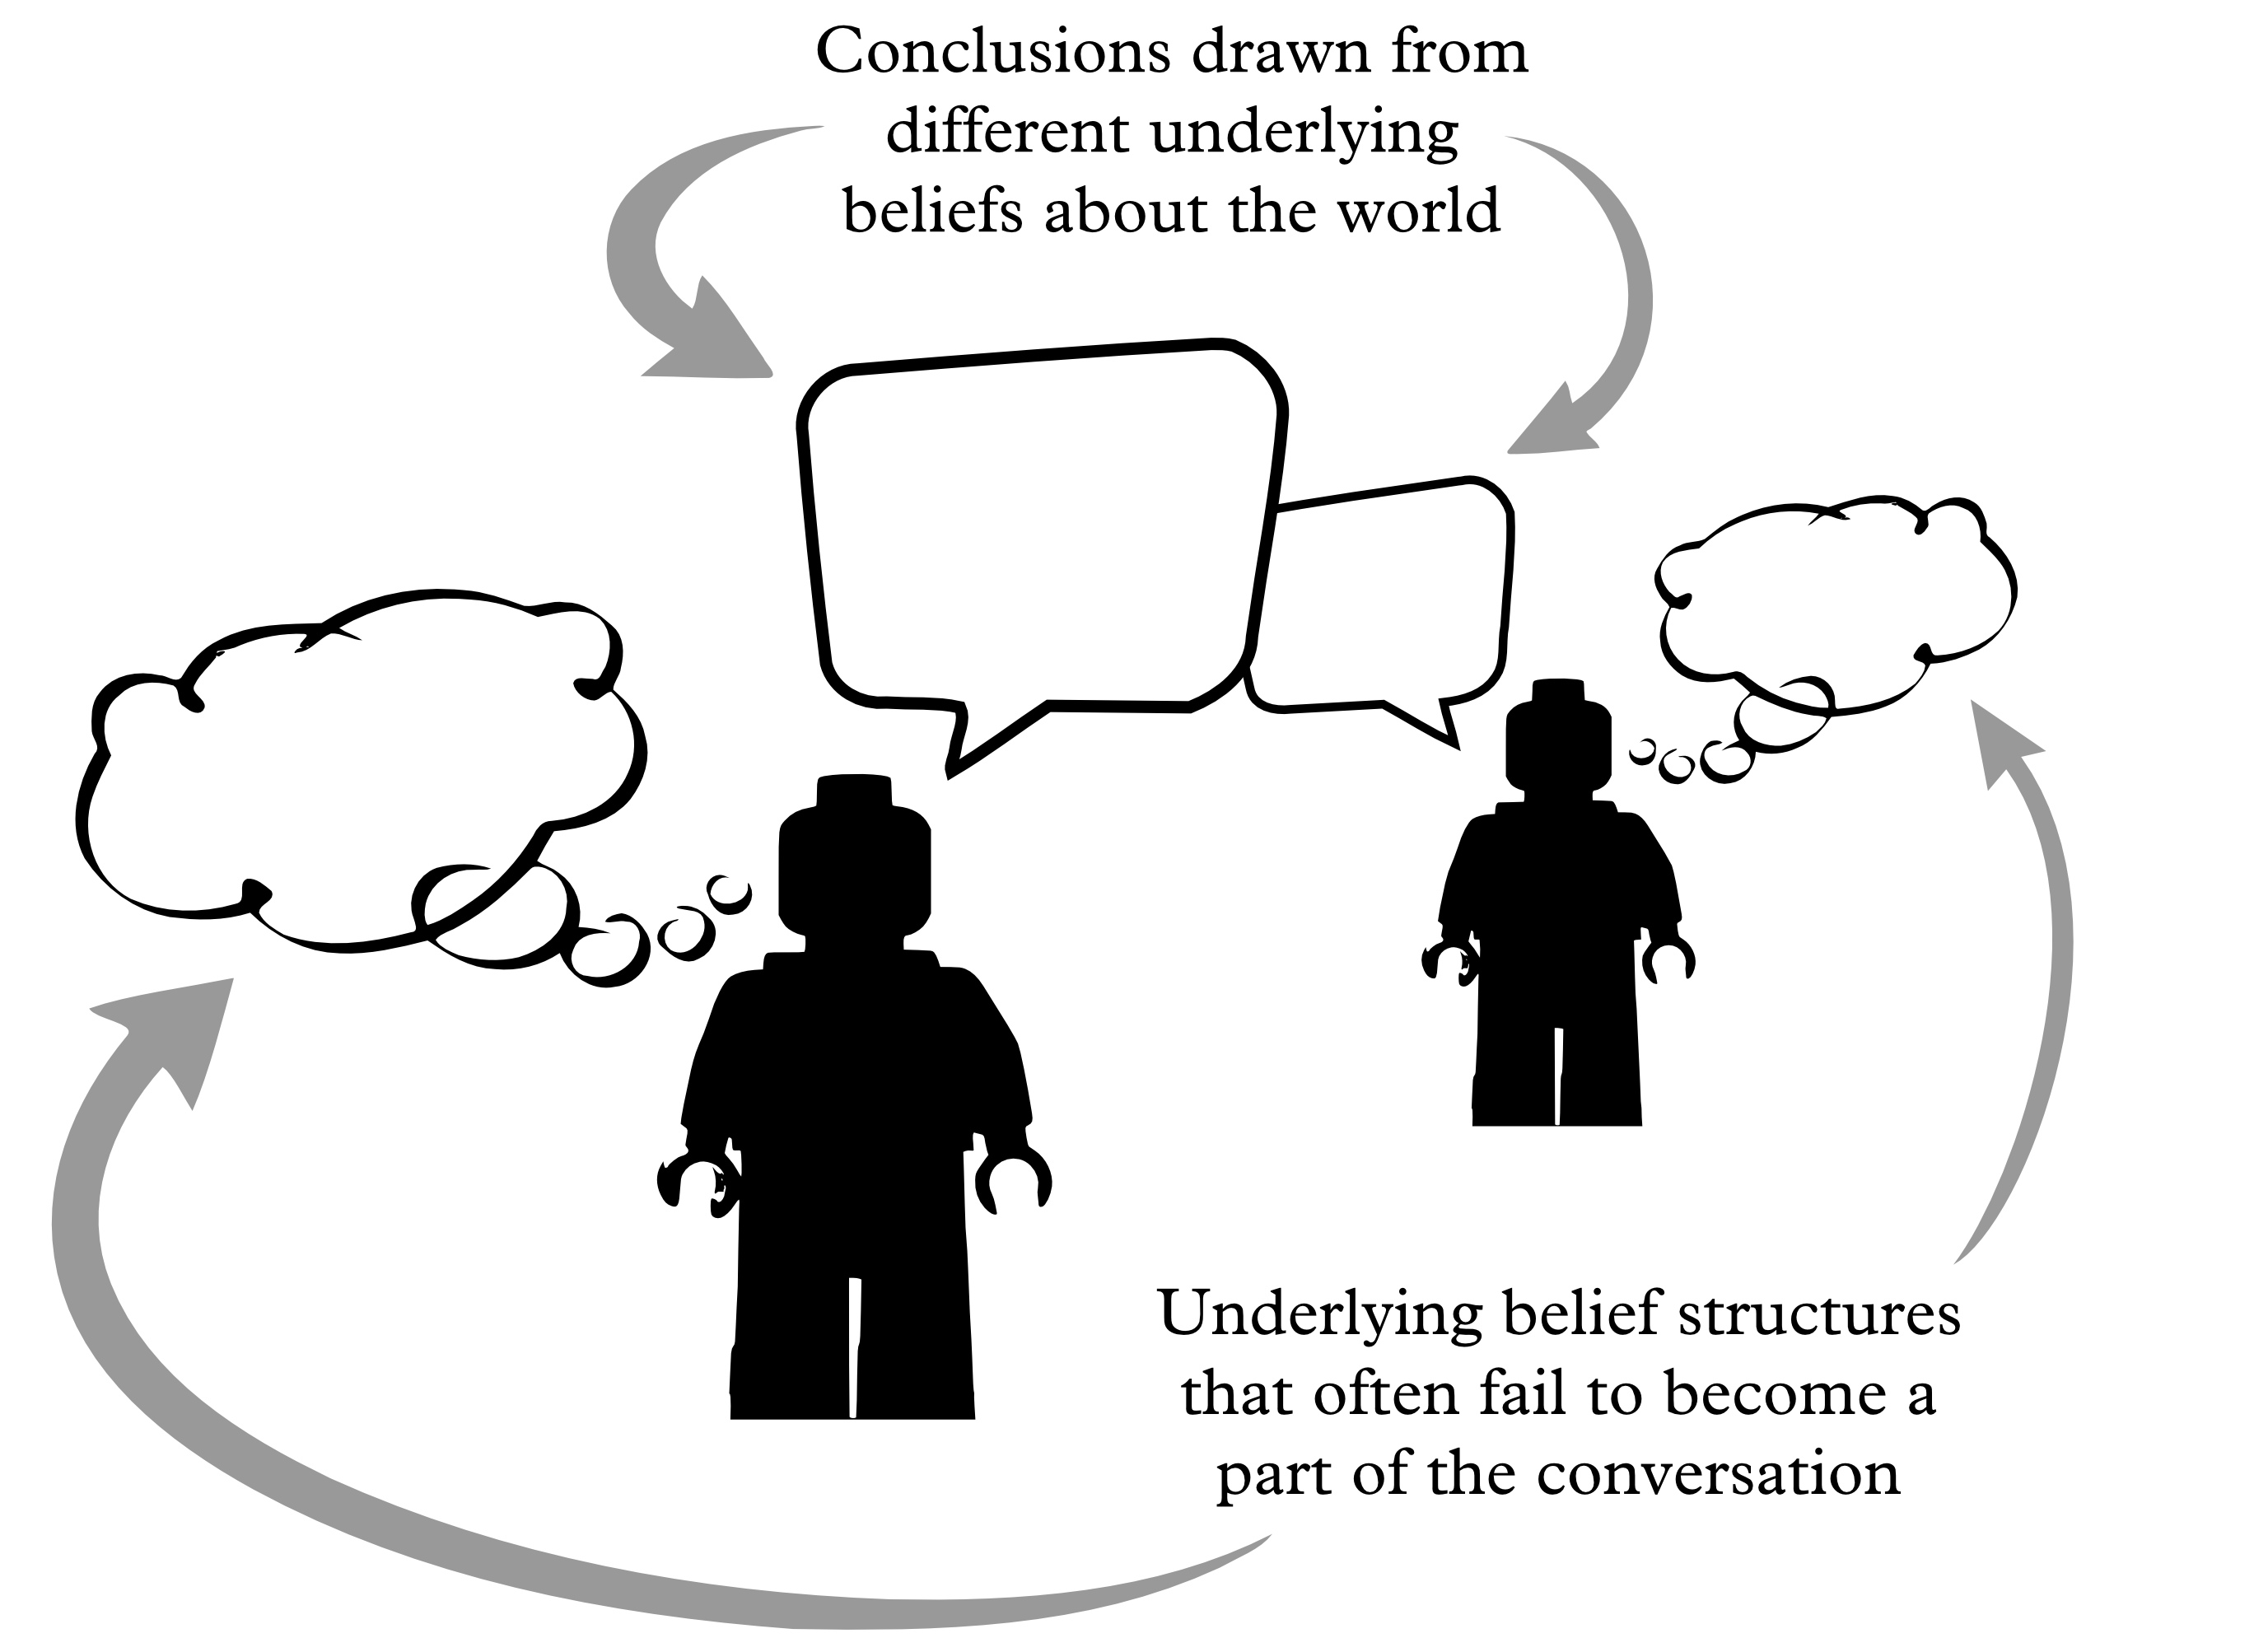 Conclusions drawn from
different underlying
beliefs about the world
Underlying belief structures
that often fail to become a
part of the conversation